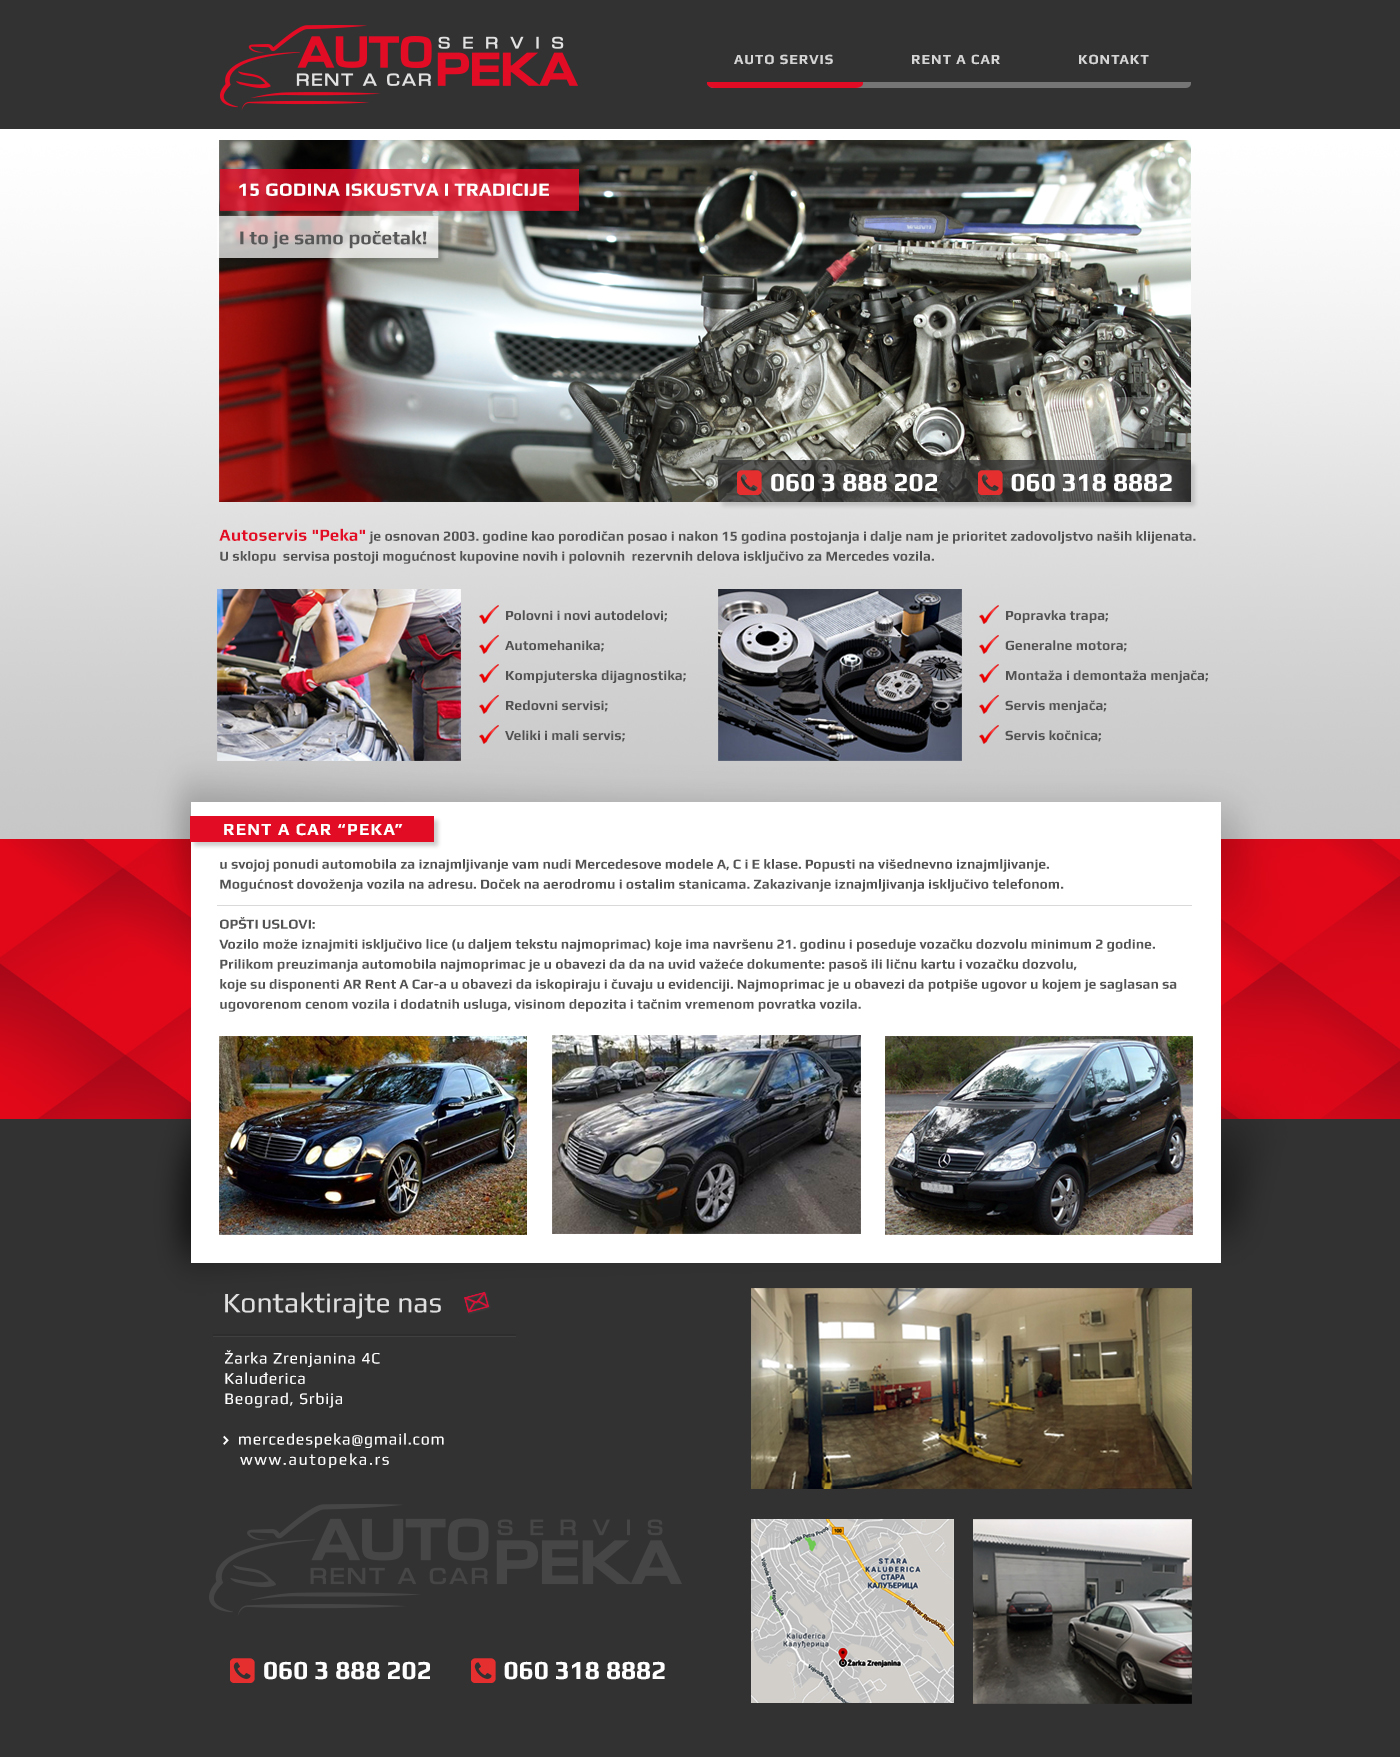 AUTO SERVIS
RENT A CAR PEKA
AUTO SERVIS
RENT A CAR
KONTAKT
15 GODINA ISKUSTVA I TRADICIJE
I to je samo početak!
060 3 888 202
060 318 8882
Autoservis "Peka" je osnovan 2003. godine kao porodičan posao i nakon 15 godina postojanja i dalje nam je prioritet zadovoljstvo naših klijenata.
U sklopu servisa postoji mogućnost kupovine novih i polovnih rezervnih delova isključivo za Mercedes vozila.
Polovni i novi autodelovi;
Automehanika;
Kompjuterska dijagnostika;
Redovni servisi;
Veliki i mali servis;
Popravka trapa;
Generalne motora;
Montaža i demontaža menjača;
Servis menjača;
Servis kočnica;
RENT A CAR “PEKA”
u svojoj ponudi automobila za iznajmljivanje vam nudi Mercedesove modele A, C i E klase. Popusti na višednevno iznajmljivanje.
Mogućnost dovoženja vozila na adresu. Doček na aerodromu i ostalim stanicama. Zakazivanje iznajmljivanja isključivo telefonom.
OPŠTI USLOVI:
Vozilo može iznajmiti isključivo lice (u daljem tekstu najmoprimac) koje ima navršenu 21. godinu i poseduje vozačku dozvolu minimum 2 godine.
Prilikom preuzimanja automobila najmoprimac je u obavezi da da na uvid važeće dokumente: pasoš ili ličnu kartu i vozačku dozvolu,
koje su disponenti AR Rent A Car-a u obavezi da iskopiraju i čuvaju u evidenciji. Najmoprimac je u obavezi da potpiše ugovor u kojem je saglasan sa
ugovorenom cenom vozila i dodatnih usluga, visinom depozita i tačnim vremenom povratka vozila.
Kontaktirajte nas
Žarka Zrenjanina 4C
Kaluđerica
Beograd, Srbija
mercedespeka@gmail.com
www.autopeka.rs
AUTO SERVIS
RENT A CAR PEKA
060 3 888 202
060 318 8882
Kralja Petra Prvog
100
STARA
KALUĐERICA
СТАРА
КАЛУЂЕРИЦА
Bulevar Revolucije
Vojvode Stepe Stepanovića
Kaluđerica
Калуђерица
Žarka Zrenjanina
Vojvode Stepe Stepanovića